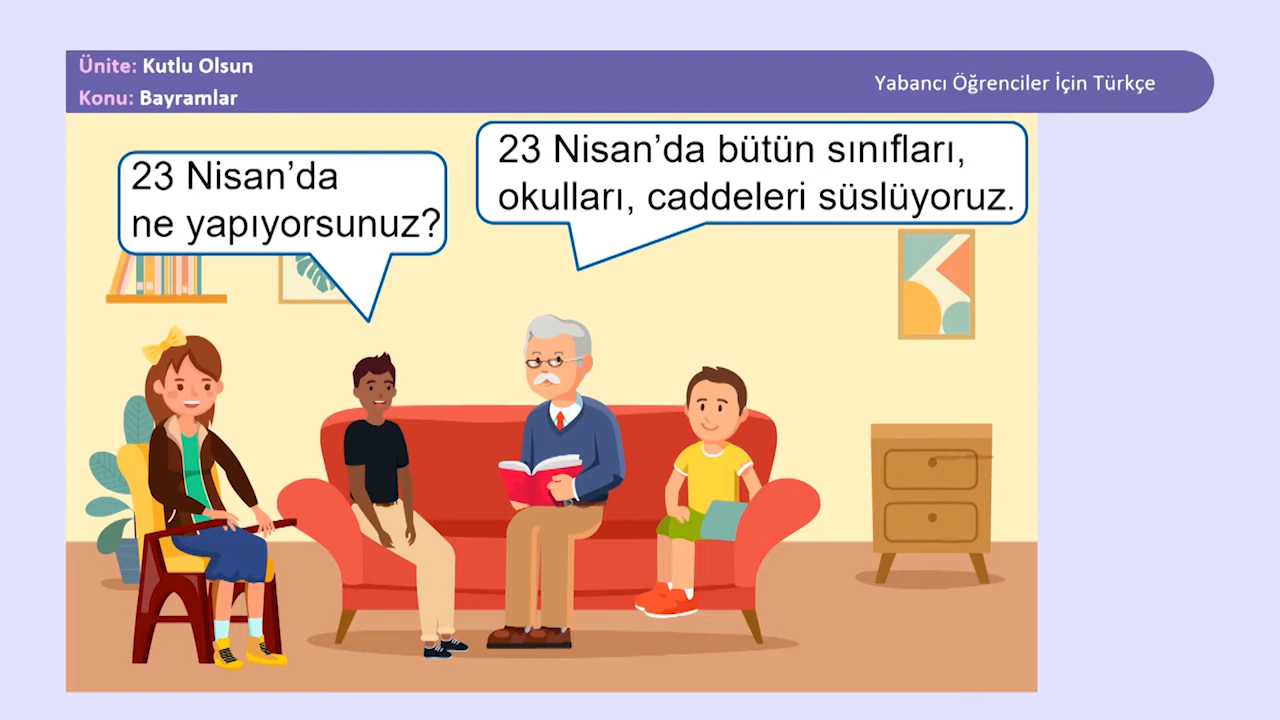 Ünite: Kutlu Olsun
Konu: Bayramlar
Yabancı Öğrenciler İçin Türkçe
23 Nisan’da
ne yapıyorsunuz?
23 Nisan’da bütün sınıfları,
okulları, caddeleri süslüyoruz.